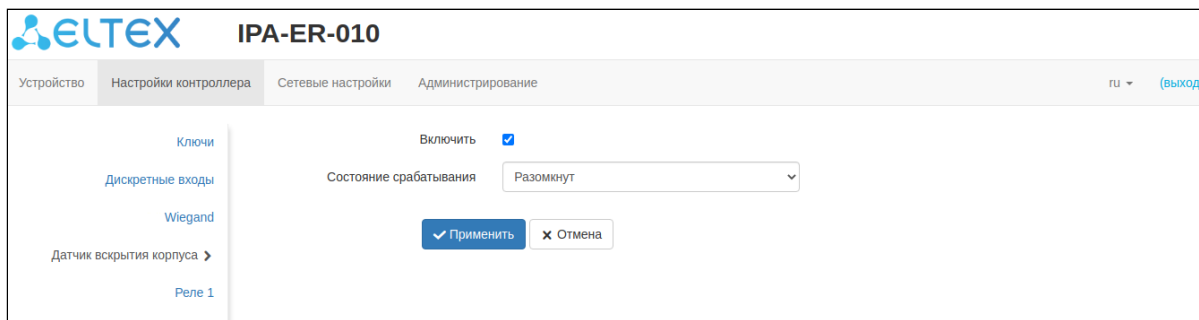 ELTEX IPA-ER-010
Устройство Настройки контроллера Сетевые настройки Администрирование ru (выход
Ключи
Включить
Дискретные входы
Состояние срабатывания Разомкнут
Wiegand
Применить Отмена
Датчик вскрытия корпуса
Реле 1